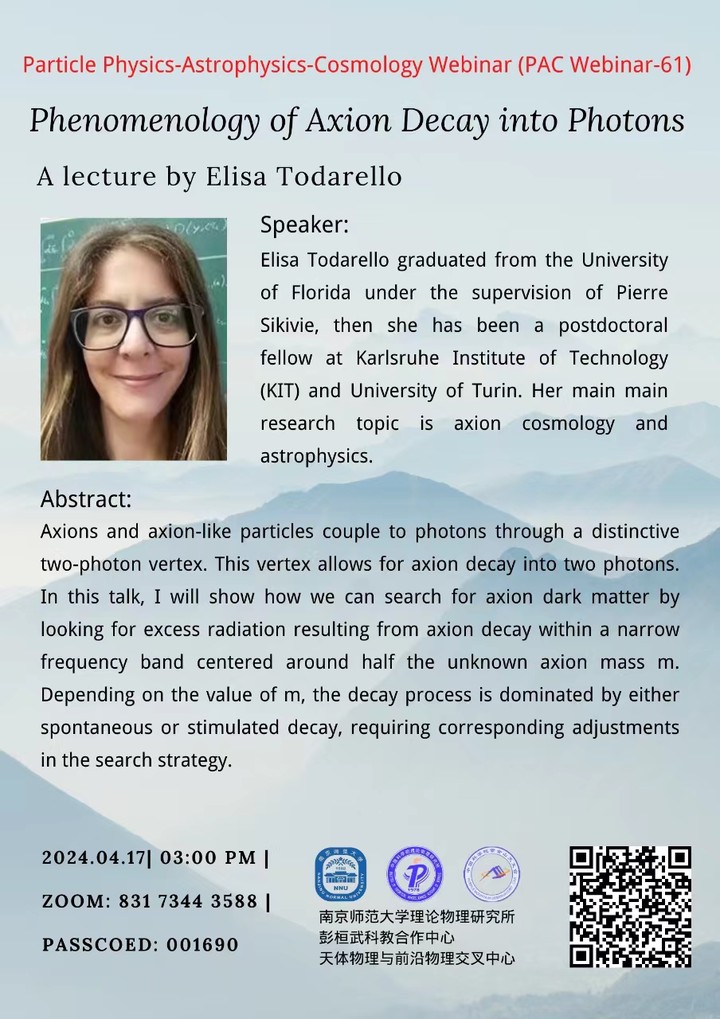 Particle Physics-Astrophysics-Cosmology Webinar (PAC Webinar-61)
Phenomenology of Axion Decay into Photons
A lecture by Elisa Todarello
Speaker:
Elisa Todarello graduated from the University
of Florida under the supervision of Pierre
Sikivie, then she has been a postdoctoral
fellow at Karlsruhe Institute of Technology
(KIT) and University of Turin. Her main main
research topic is axion cosmology and
astrophysics.
Abstract:
Axions and axion-like particles couple to photons through a distinctive
two-photon vertex. This vertex allows for axion decay into two photons.
In this talk, I will show how we can search for axion dark matter by
looking for excess radiation resulting from axion decay within a narrow
frequency band centered around half the unknown axion mass m.
Depending on the value of m, the decay process is dominated by either
spontaneous or stimulated decay, requiring corresponding adjustments
in the search strategy.
2024.04.17| 03:00 PM |
ZOOM: 831 7344 3588 |
PASSCOED: 001690
NNU
南京师范大学理论物理研究所
彭桓武科教合作中心
天体物理与前沿物理交叉中心